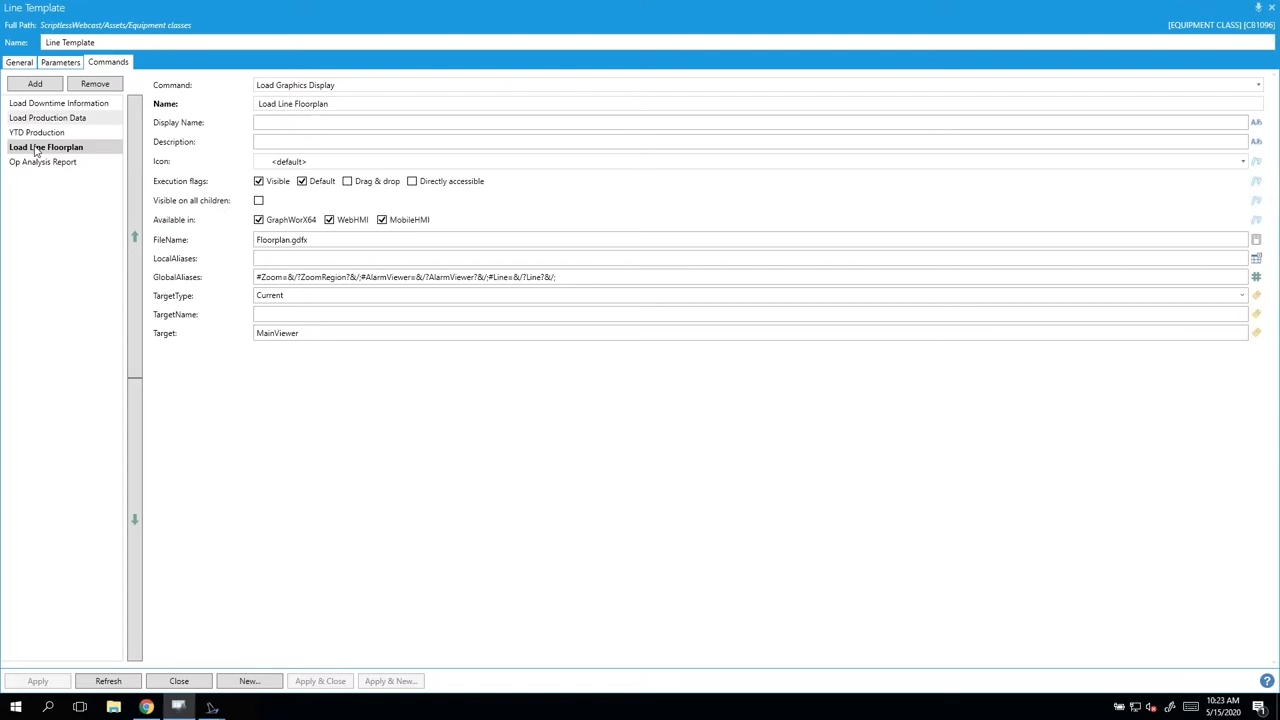 Line Template
Full Path: ScriptlessWebcast/Assets/Equipment classes
[EQUIPMENT CLASS] [CB1096]
Name: Line Template
General Parameters Commands
Add Remove
Load Downtime Information
Load Production Data
YTD Production
Load Line Floorplan
Op Analysis Report
Command: Load Graphics Display
Name: Load Line Floorplan
Display Name:
Description:
Icon: <default>
Execution flags: Visible Default Drag & drop Directly accessible
Visible on all children:
Available in: GraphWorX64 WebHMI MobileHMI
FileName: Floorplan.gdfx
LocalAliases:
GlobalAliases: #Zoom=&/?ZoomRegion?&/;#AlarmViewer=&/?AlarmViewer?&/;#Line=&/?Line?&/;
TargetType: Current
TargetName:
Target: MainViewer
Apply Refresh Close New... Apply & Close Apply & New...
10:23 AM
5/15/2020